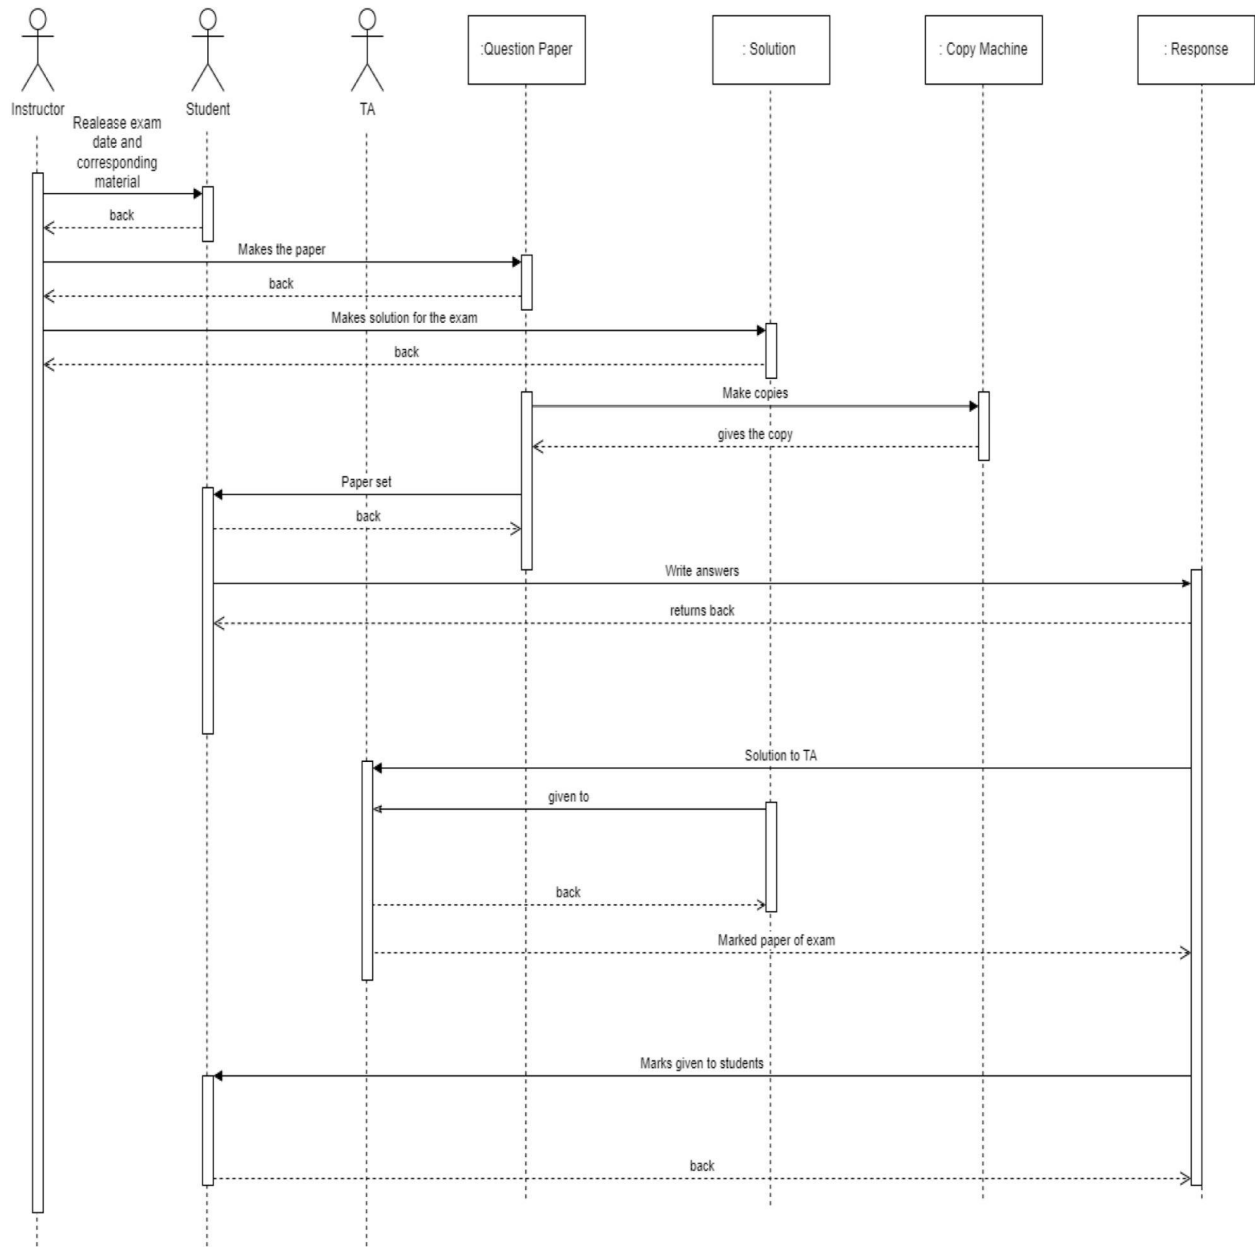 :Question Paper
: Solution
: Copy Machine
: Response
Instructor
Student
TA
Realease exam
date and
corresponding
material
back
Makes the paper
back
Makes solution for the exam
back
Make copies
gives the copy
Paper set
back
Write answers
returns back
Solution to TA
given to
back
Marked paper of exam
Marks given to students
back